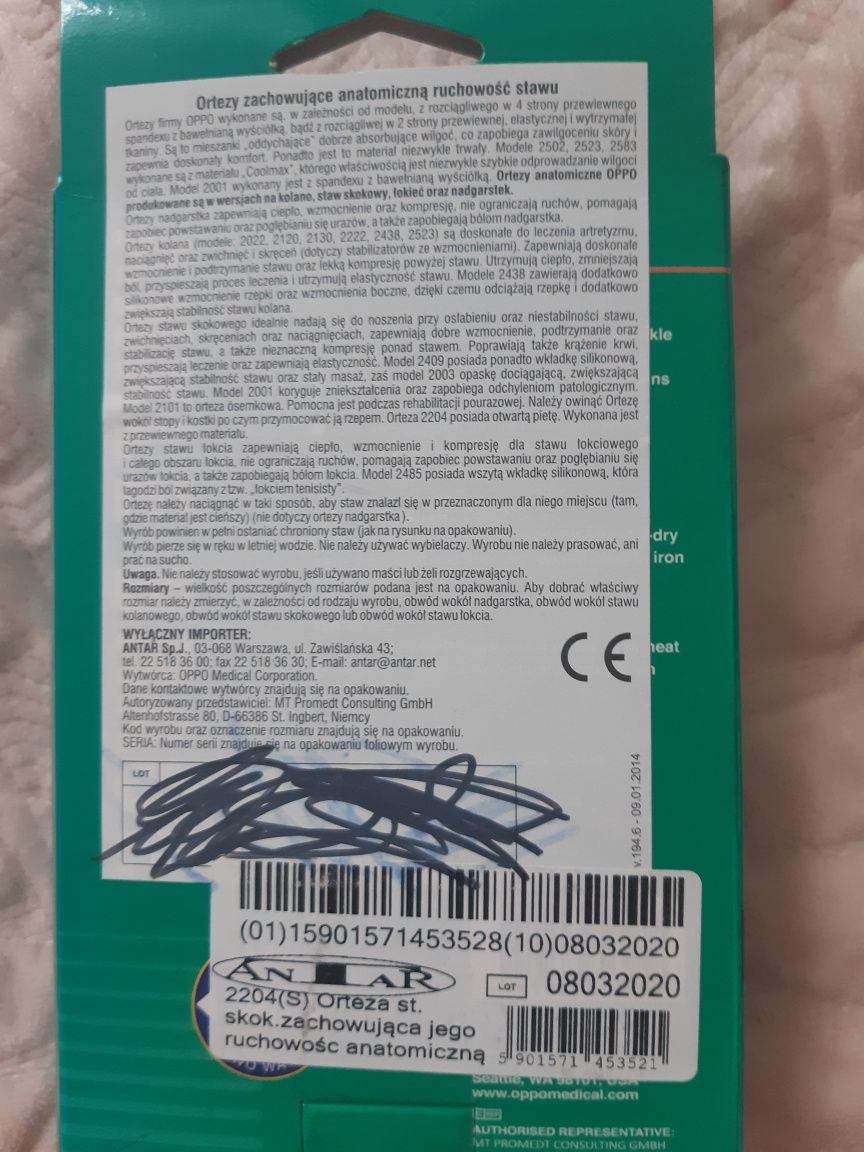 Ortezy zachowujące anatomiczną ruchowość stawu
Ortezy firmy OPPO wykonane są, w zależności od modelu, z rozciągliwego w 4 strony przewiewnego
spandexu z bawełnianą wyściółką, bądź z rozciągliwej w 2 strony przewiewnej, elastycznej i wytrzymałej
tkaniny. Są to mieszanki „oddychające" dobrze absorbujące wilgoć, co zapobiega zawilgoceniu skóry i
zapewnia doskonały komfort. Ponadto jest to materiał niezwykle trwały. Modele 2502, 2523, 2583
wykonane są z materiału „Coolmax", którego właściwością jest niezwykle szybkie odprowadzanie wilgoci
od ciała. Model 2001 wykonany jest z spandexu z bawełnianą wyściółką. Ortezy anatomiczne OPPO
produkowane są w wersjach na kolano, staw skokowy, łokieć oraz nadgarstek.
Ortezy nadgarstka zapewniają ciepło, wzmocnienie oraz kompresję, nie ograniczają ruchów, pomagają
zapobiec powstawaniu oraz pogłębianiu się urazów, a także zapobiegają bólom nadgarstka.
Ortezy kolana (modele: 2022, 2120, 2130, 2222, 2438, 2523) są doskonałe do leczenia artretyzmu,
naciągnięć oraz zwichnięć i skręceń (dotyczy stabilizatorów ze wzmocnieniami). Zapewniają doskonałe
wzmocnienie i podtrzymanie stawu oraz lekką kompresję powyżej stawu. Utrzymują ciepło, zmniejszają
ból, przyspieszają proces leczenia i utrzymują elastyczność stawu. Modele 2438 zawierają dodatkowo
silikonowe wzmocnienie rzepki oraz wzmocnienia boczne, dzięki czemu odciążają rzepkę i dodatkowo
zwiększają stabilność stawu kolana.
Ortezy stawu skokowego idealnie nadają się do noszenia przy osłabieniu oraz niestabilności stawu,
zwichnięciach, skręceniach oraz naciągnięciach, zapewniają dobre wzmocnienie, podtrzymanie oraz
stabilizację stawu, a także nieznaczną kompresję ponad stawem. Poprawiają także krążenie krwi,
przyspieszają leczenie oraz zapewniają elastyczność. Model 2409 posiada ponadto wkładkę silikonową,
zwiększającą stabilność stawu oraz stały masaż, zaś model 2003 opaskę dociągającą, zwiększającą
stabilność stawu. Model 2001 koryguje zniekształcenia oraz zapobiega odchyleniom patologicznym.
Model 2101 to orteza ósemkowa. Pomocna jest podczas rehabilitacji pourazowej. Należy owinąć Ortezę
wokół stopy i kostki po czym przymocować ją rzepem. Orteza 2204 posiada otwartą piętę. Wykonana jest
z przewiewnego materiału.
Ortezy stawu łokcia zapewniają ciepło, wzmocnienie i kompresję dla stawu łokciowego
i całego obszaru łokcia, nie ograniczają ruchów, pomagają zapobiec powstawaniu oraz pogłębianiu się
urazów łokcia, a także zapobiegają bólom łokcia. Model 2485 posiada wszytą wkładkę silikonową, która
łagodzi ból związany z tzw. „łokciem tenisisty".
Ortezę należy naciągnąć w taki sposób, aby staw znalazł się w przeznaczonym dla niego miejscu (tam,
gdzie materiał jest cieńszy) (nie dotyczy ortezy nadgarstka).
Wyrób powinien w pełni osłaniać chroniony staw (jak na rysunku na opakowaniu).
Wyrób pierze się w ręku w letniej wodzie. Nie należy używać wybielaczy. Wyrobu nie należy prasować, ani
prać na sucho.
Uwaga. Nie należy stosować wyrobu, jeśli używano maści lub żeli rozgrzewających.
Rozmiary – wielkość poszczególnych rozmiarów podana jest na opakowaniu. Aby dobrać właściwy
rozmiar należy zmierzyć, w zależności od rodzaju wyrobu, obwód wokół nadgarstka, obwód wokół stawu
kolanowego, obwód wokół stawu skokowego lub obwód wokół stawu łokcia.
WYŁĄCZNY IMPORTER:
ANTAR Sp.J., 03-068 Warszawa, ul. Zawiślańska 43;
tel. 22 518 36 00; fax 22 518 36 30; E-mail: antar@antar.net
Wytwórca: OPPO Medical Corporation.
Dane kontaktowe wytwórcy znajdują się na opakowaniu.
Autoryzowany przedstawiciel: MT Promedt Consulting GmbH
Altenhofstrasse 80, D-66386 St. Ingbert, Niemcy
Kod wyrobu oraz oznaczenie rozmiaru znajdują się na opakowaniu.
SERIA: Numer serii znajduje się na opakowaniu foliowym wyrobu.
CE
LOT
v.194.6 - 09.01.2014
kle
ns
-dry
iron
heat
(01)15901571453528(10)08032020
ANTAR
LOT 08032020
2204(S) Orteza st.
skok.zachowująca jego
ruchowośc anatomiczną
5 901571 453521
Seattle, WA 98101, USA
www.oppomedical.com
AUTHORISED REPRESENTATIVE:
MT PROMEDT CONSULTING GMBH